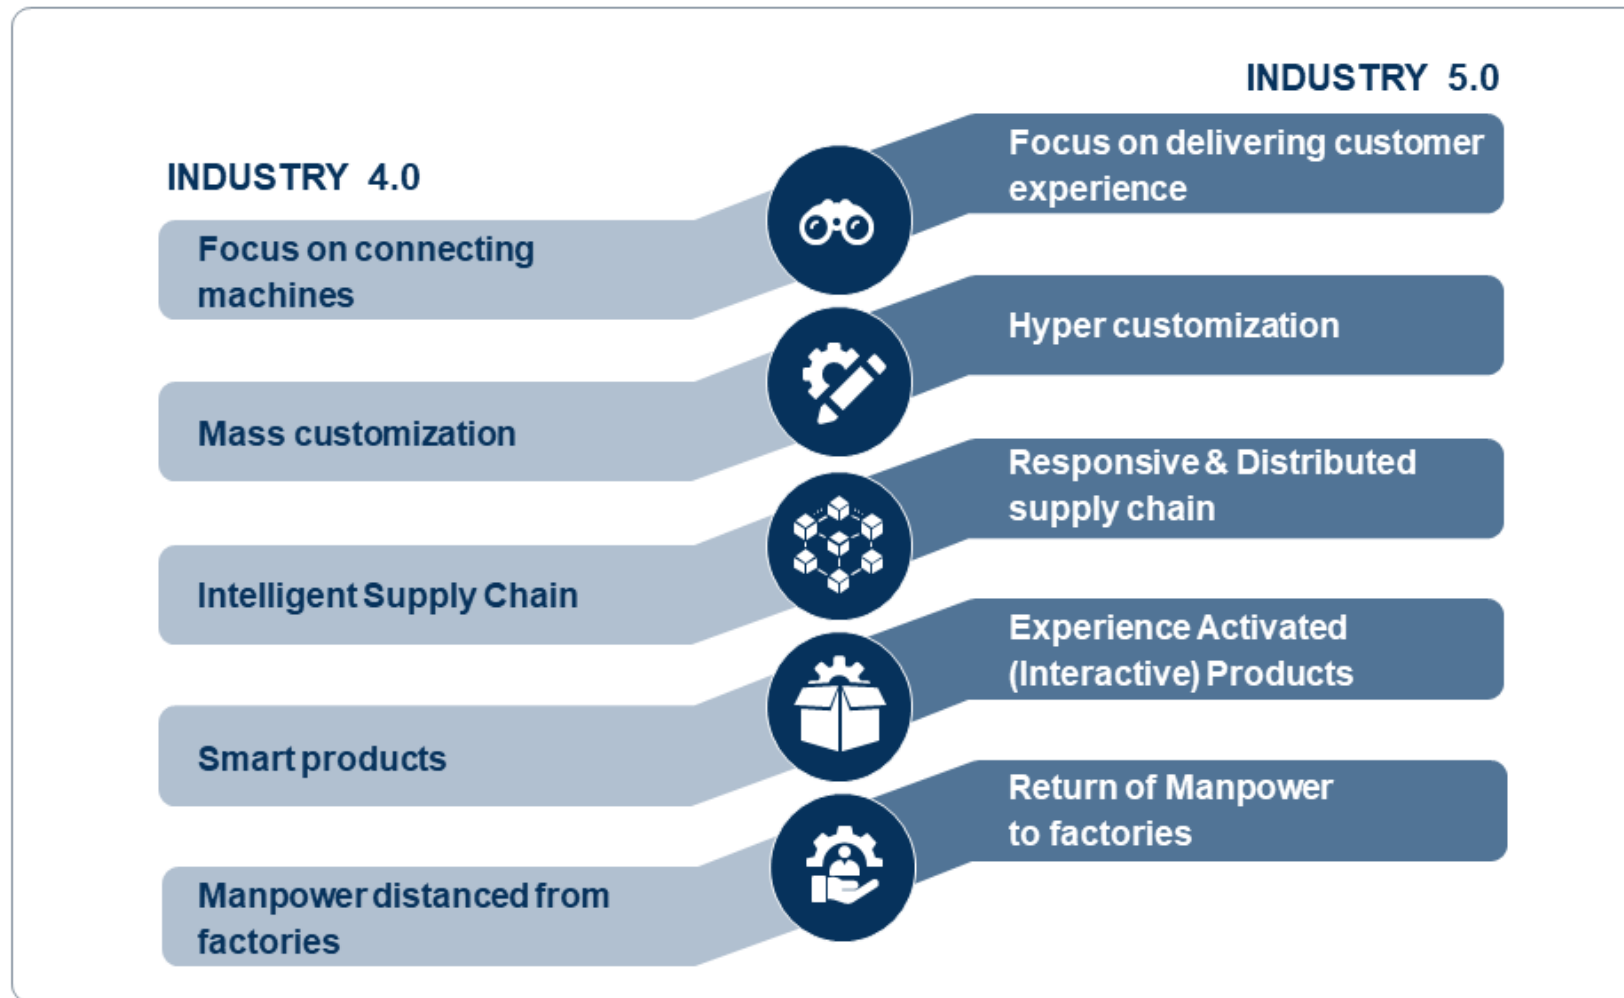 INDUSTRY 4.0
Focus on connecting
machines
Mass customization
Intelligent Supply Chain
Smart products
Manpower distanced from
factories
INDUSTRY 5.0
Focus on delivering customer
experience
Hyper customization
Responsive & Distributed
supply chain
Experience Activated
(Interactive) Products
Return of Manpower
to factories